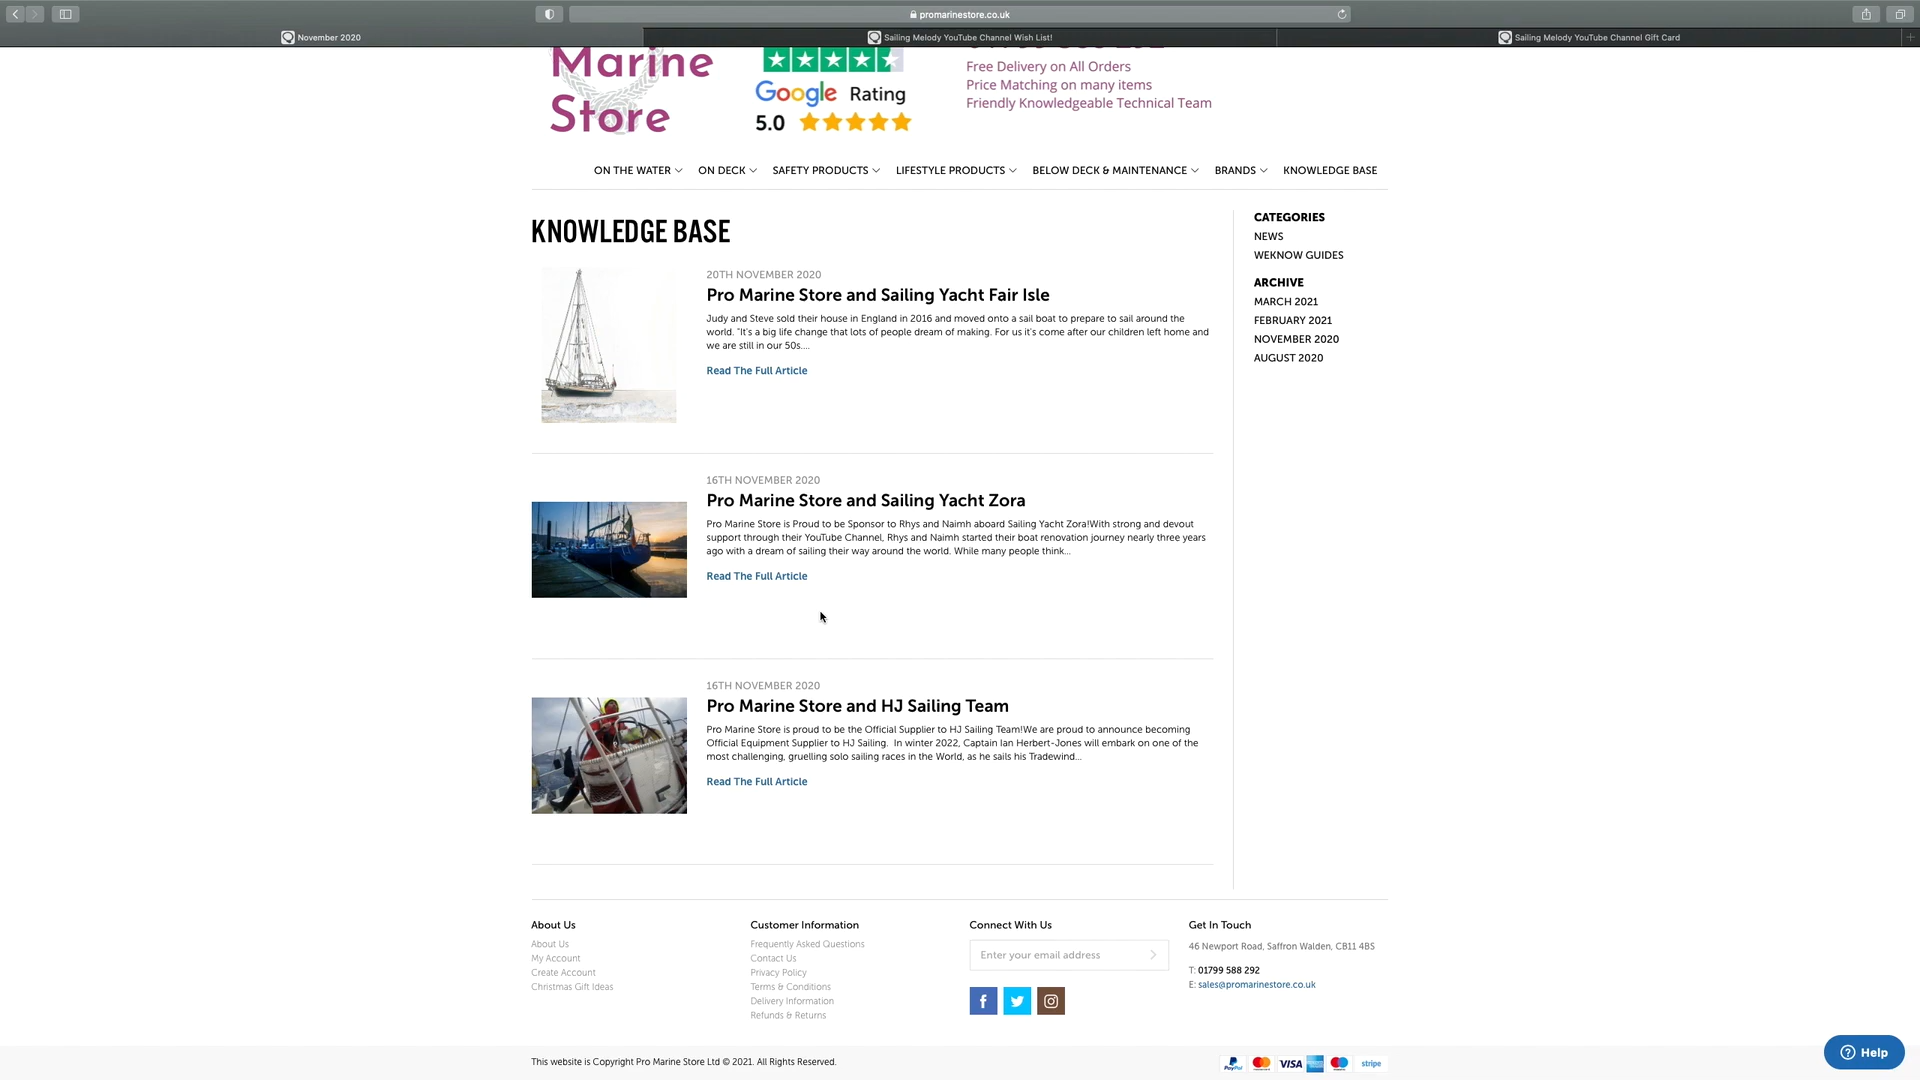 promarinestore.co.uk
November 2020
Sailing Melody YouTube Channel Wish List!
Sailing Melody YouTube Channel Gift Card
Marine
Store
Google Rating
5.0
Free Delivery on All Orders
Price Matching on many items
Friendly Knowledgeable Technical Team
ON THE WATER
ON DECK
SAFETY PRODUCTS
LIFESTYLE PRODUCTS
BELOW DECK & MAINTENANCE
BRANDS
KNOWLEDGE BASE
KNOWLEDGE BASE
20TH NOVEMBER 2020
Pro Marine Store and Sailing Yacht Fair Isle
Judy and Steve sold their house in England in 2016 and moved onto a sail boat to prepare to sail around the
world. "It's a big life change that lots of people dream of making. For us it's come after our children left home and
we are still in our 50s....
Read The Full Article
16TH NOVEMBER 2020
Pro Marine Store and Sailing Yacht Zora
Pro Marine Store is Proud to be Sponsor to Rhys and Naimh aboard Sailing Yacht Zora!With strong and devout
support through their YouTube Channel, Rhys and Naimh started their boat renovation journey nearly three years
ago with a dream of sailing their way around the world. While many people think...
Read The Full Article
16TH NOVEMBER 2020
Pro Marine Store and HJ Sailing Team
Pro Marine Store is proud to be the Official Supplier to HJ Sailing Team!We are proud to announce becoming
Official Equipment Supplier to HJ Sailing. In winter 2022, Captain Ian Herbert-Jones will embark on one of the
most challenging, gruelling solo sailing races in the World, as he sails his Tradewind...
Read The Full Article
CATEGORIES
NEWS
WEKNOW GUIDES
ARCHIVE
MARCH 2021
FEBRUARY 2021
NOVEMBER 2020
AUGUST 2020
About Us
About Us
My Account
Create Account
Christmas Gift Ideas
Customer Information
Frequently Asked Questions
Contact Us
Privacy Policy
Terms & Conditions
Delivery Information
Refunds & Returns
Connect With Us
Enter your email address
Get In Touch
46 Newport Road, Saffron Walden, CB11 4BS
T: 01799 588 292
E: sales@promarinestore.co.uk
Help
This website is Copyright Pro Marine Store Ltd © 2021. All Rights Reserved.
PayPal
VISA
stripe